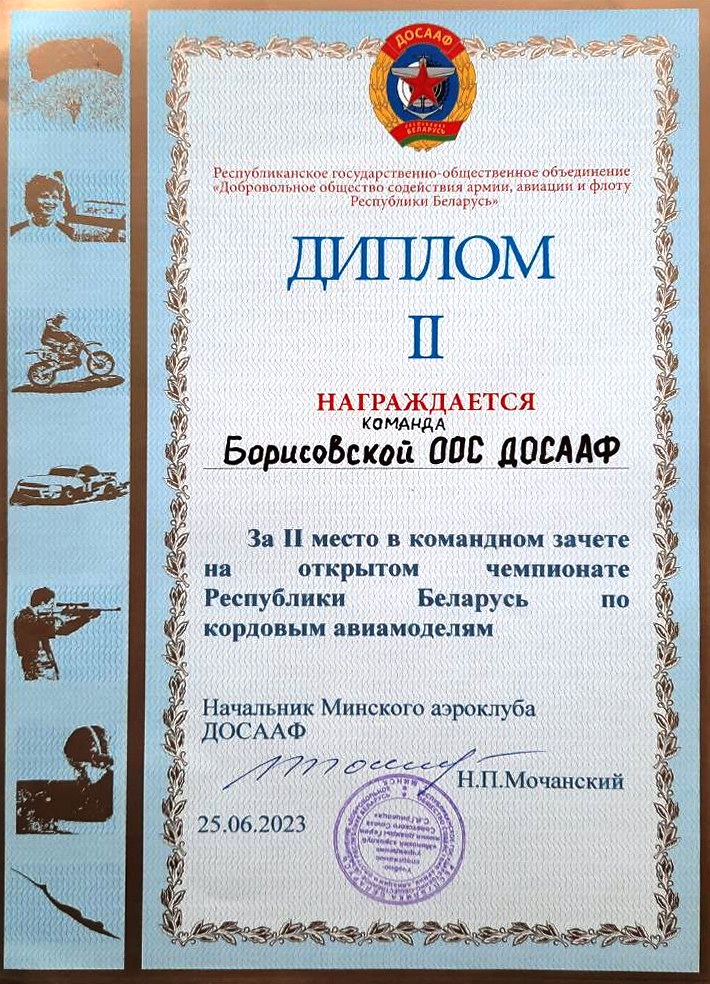 ДОСААФ
БЕЛАРУСЬ
Республиканское государственно-общественное объединение
«Добровольное общество содействия армии, авиации и флоту
Республики Беларусь»
ДИПЛОМ
II
НАГРАЖДАЕТСЯ
КОМАНДА
Борисовской ООС ДОСААФ
За II место в командном зачете
на открытом чемпионате
Республики Беларусь по
кордовым авиамоделям
Начальник Минского аэроклуба
ДОСААФ
Н.П.Мочанский
25.06.2023